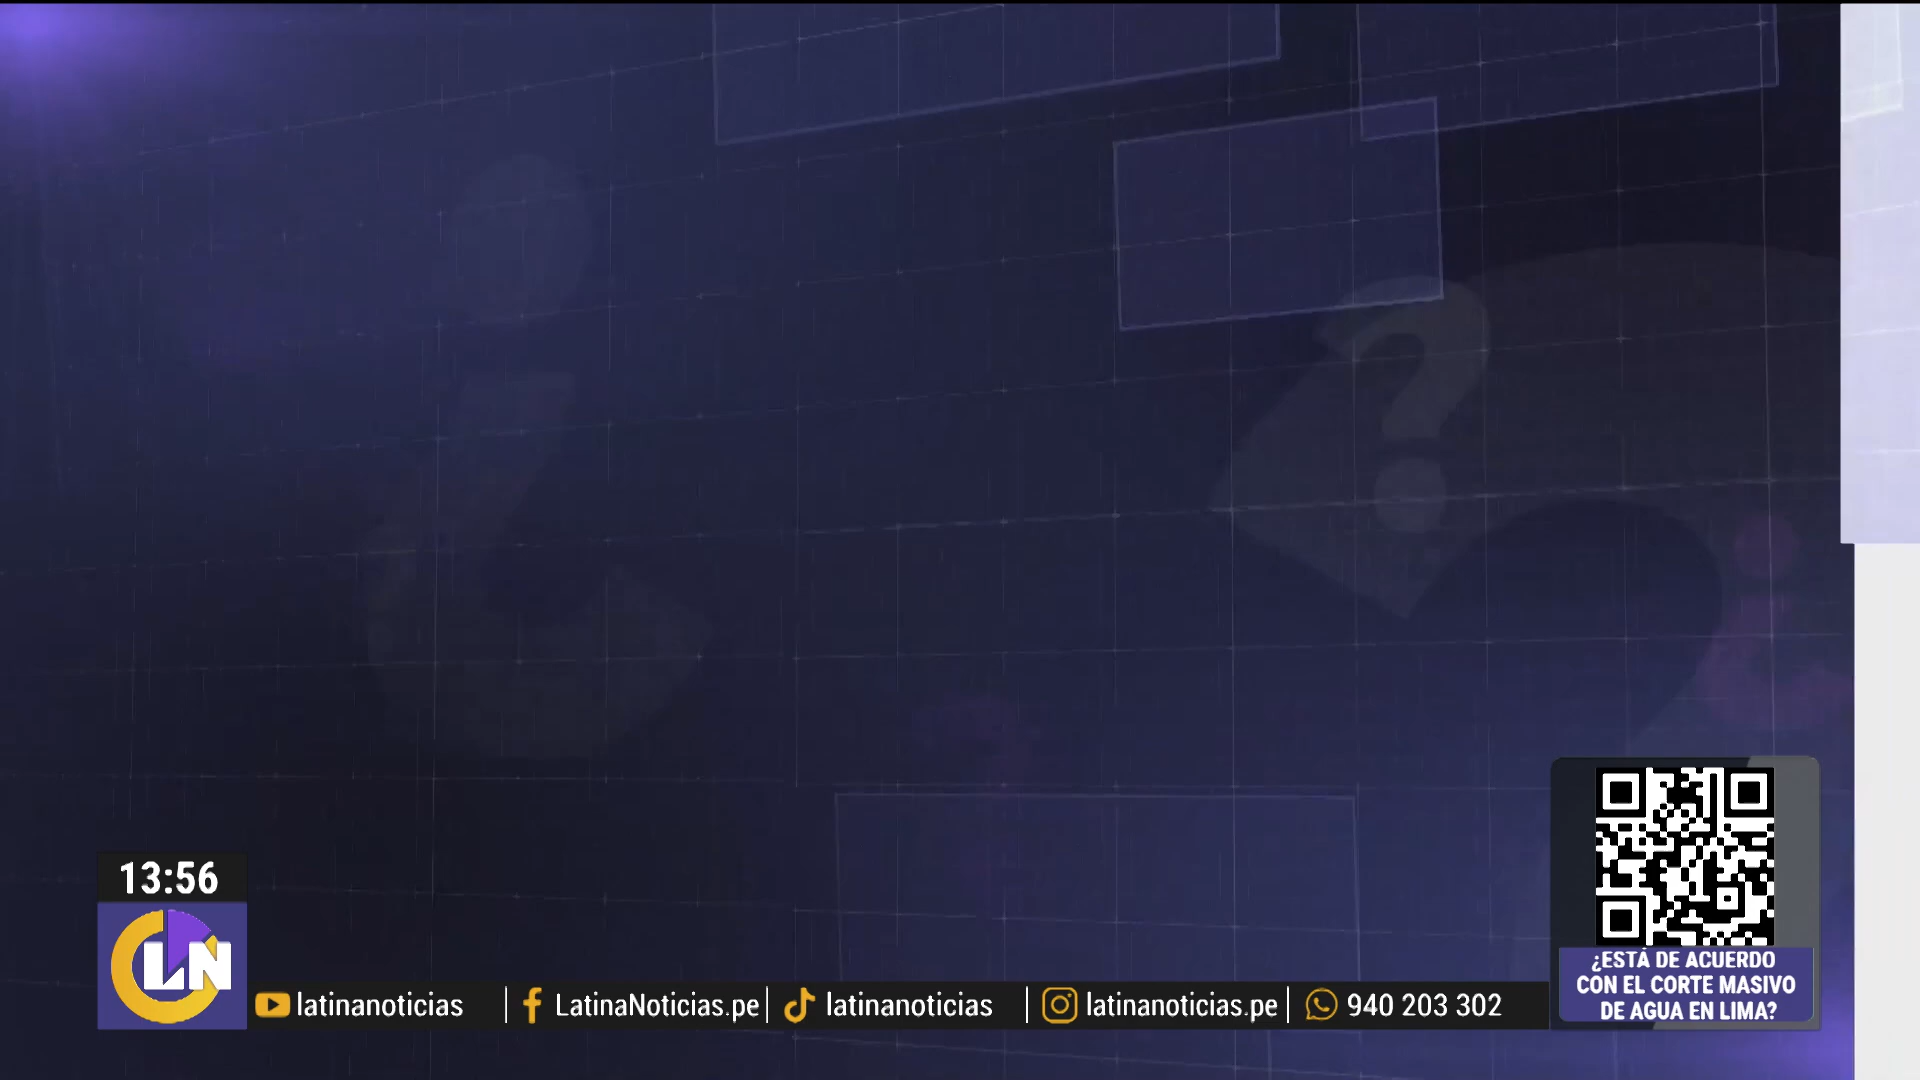 ?
13:56
LN
latinanoticias
LatinaNoticias.pe
latinanoticias
latinanoticias.pe
940 203 302
¿ESTÁ DE ACUERDO
CON EL CORTE MASIVO
DE AGUA EN LIMA?